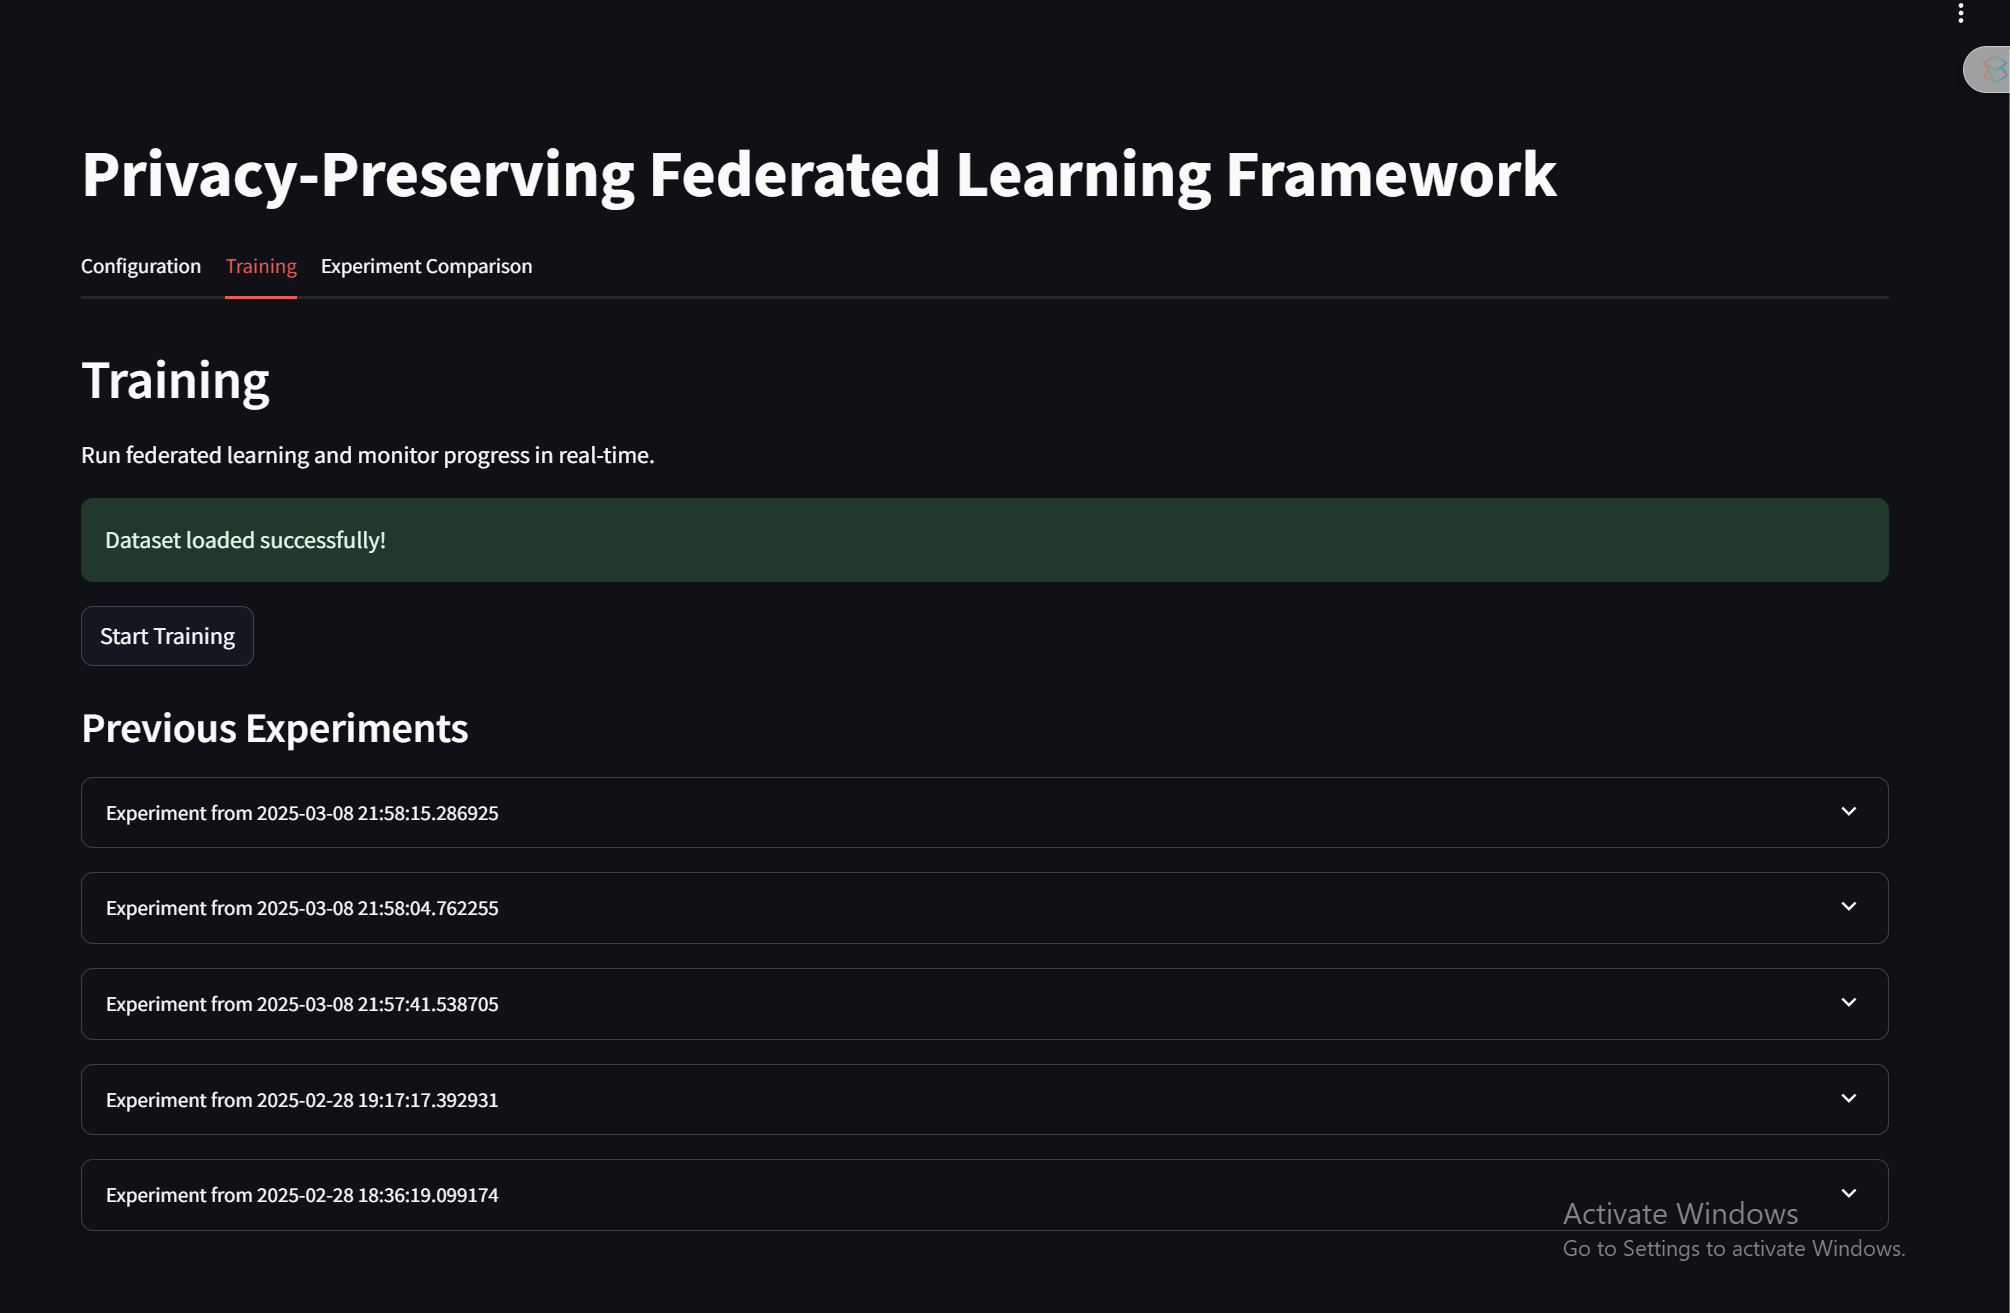 Privacy-Preserving Federated Learning Framework
Configuration Training Experiment Comparison
Training
Run federated learning and monitor progress in real-time.
Dataset loaded successfully!
Start Training
Previous Experiments
Experiment from 2025-03-08 21:58:15.286925
Experiment from 2025-03-08 21:58:04.762255
Experiment from 2025-03-08 21:57:41.538705
Experiment from 2025-02-28 19:17:17.392931
Experiment from 2025-02-28 18:36:19.099174
Activate Windows
Go to Settings to activate Windows.